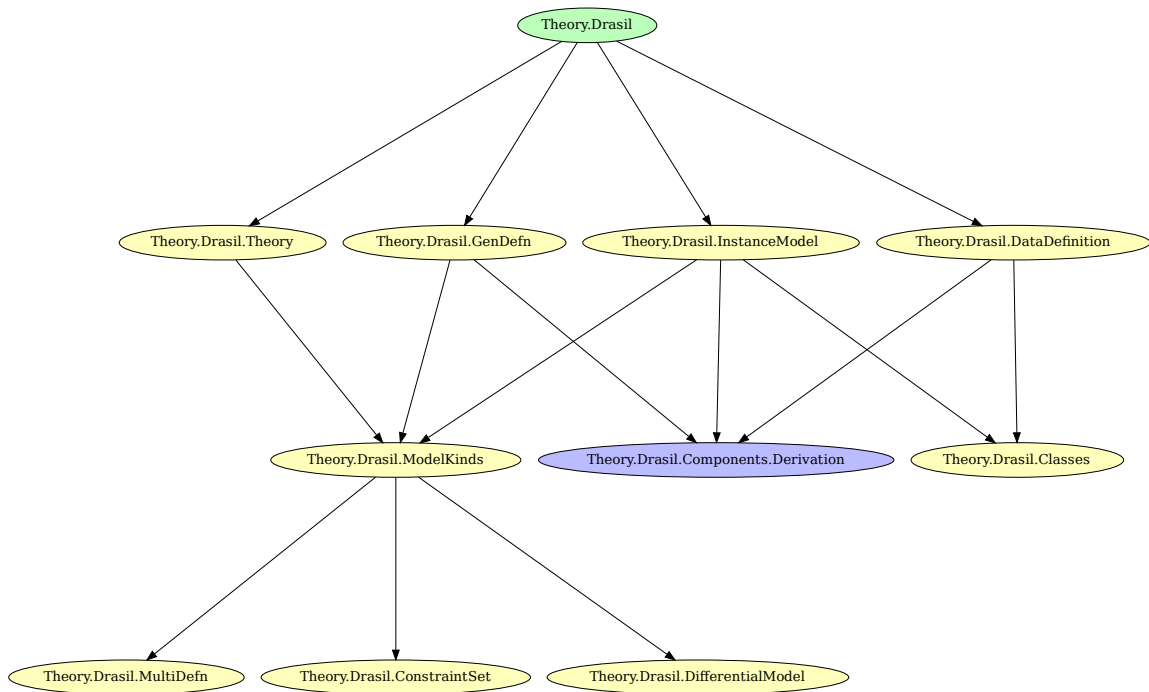 Theory.Drasil
Theory.Drasil.Theory
Theory.Drasil.GenDefn
Theory.Drasil.InstanceModel
Theory.Drasil.DataDefinition
Theory.Drasil.ModelKinds
Theory.Drasil.Components.Derivation
Theory.Drasil.Classes
Theory.Drasil.MultiDefn
Theory.Drasil.ConstraintSet
Theory.Drasil.DifferentialModel